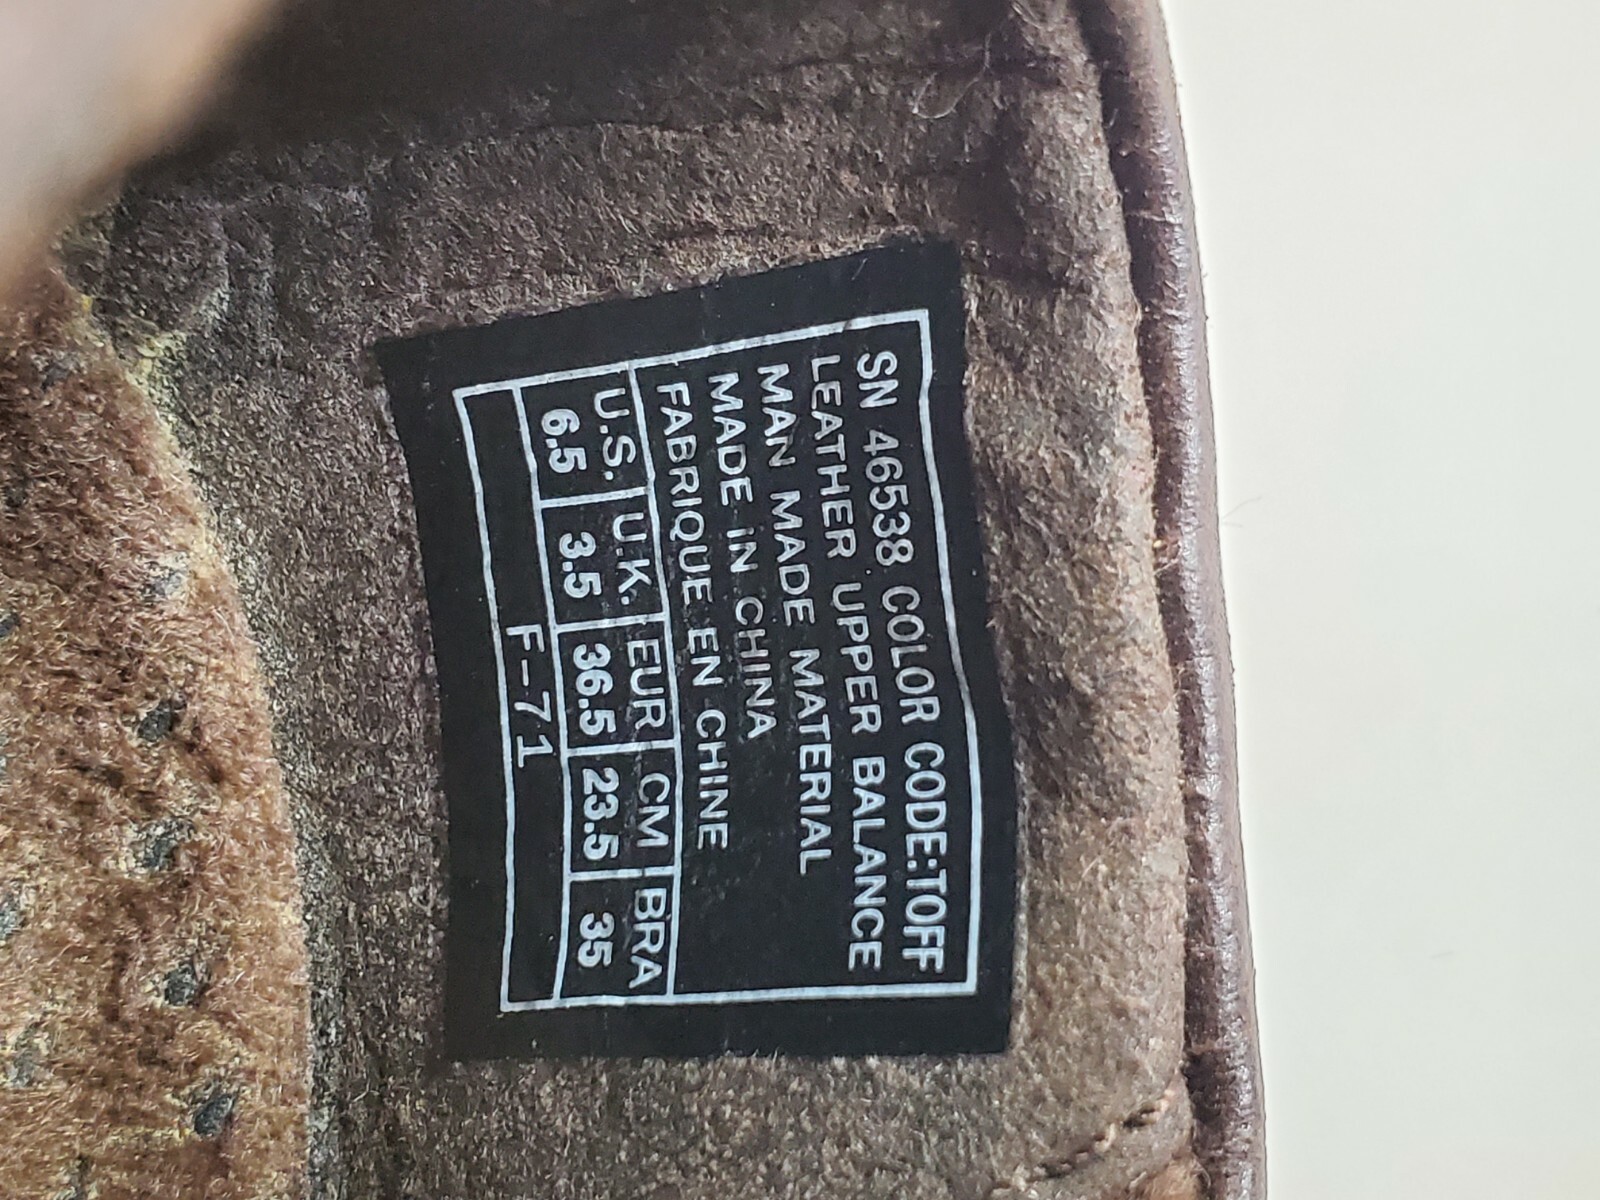 SN 46538 COLOR CODE:TOFF
LEATHER UPPER BALANCE
MAN MADE MATERIAL
MADE IN CHINA
FABRIQUE EN CHINE
U.S. U.K. EUR CM BRA
6.5 3.5 36.5 23.5 35
F-71